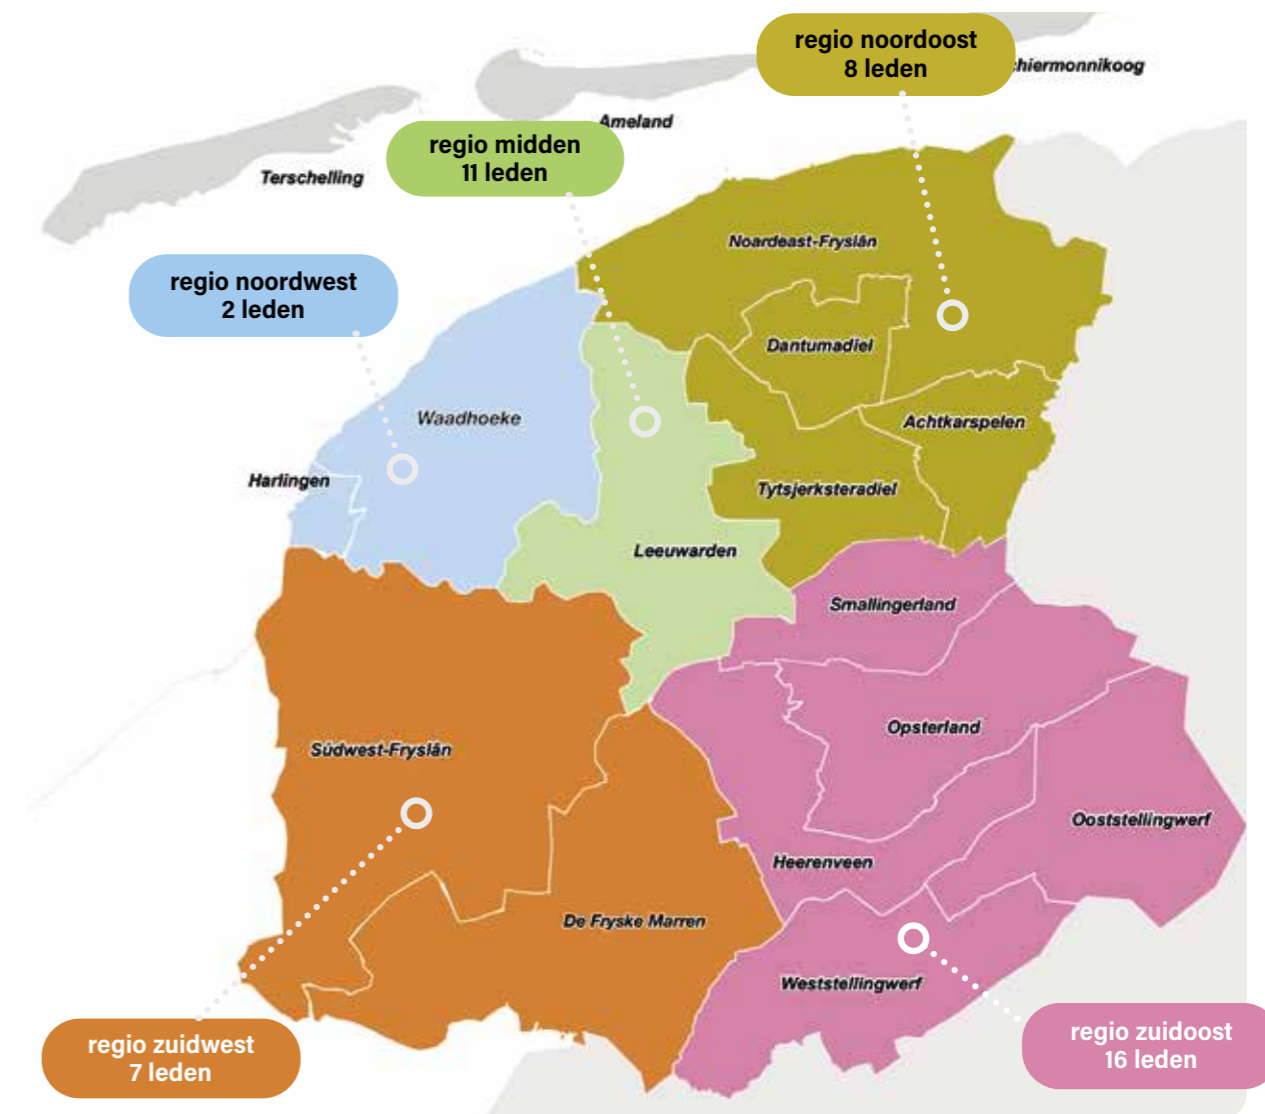 regio noordoost
8 leden
chiermonnikoog
Ameland
regio midden
11 leden
Terschelling
Noardeast-Fryslân
regio noordwest
2 leden
Dantumadiel
Waadhoeke
Achtkarspelen
Harlingen
Tytsjerksteradiel
Leeuwarden
Smallingerland
Opsterland
Súdwest-Fryslân
Ooststellingwerf
Heerenveen
De Fryske Marren
Weststellingwerf
regio zuidwest
7 leden
regio zuidoost
16 leden